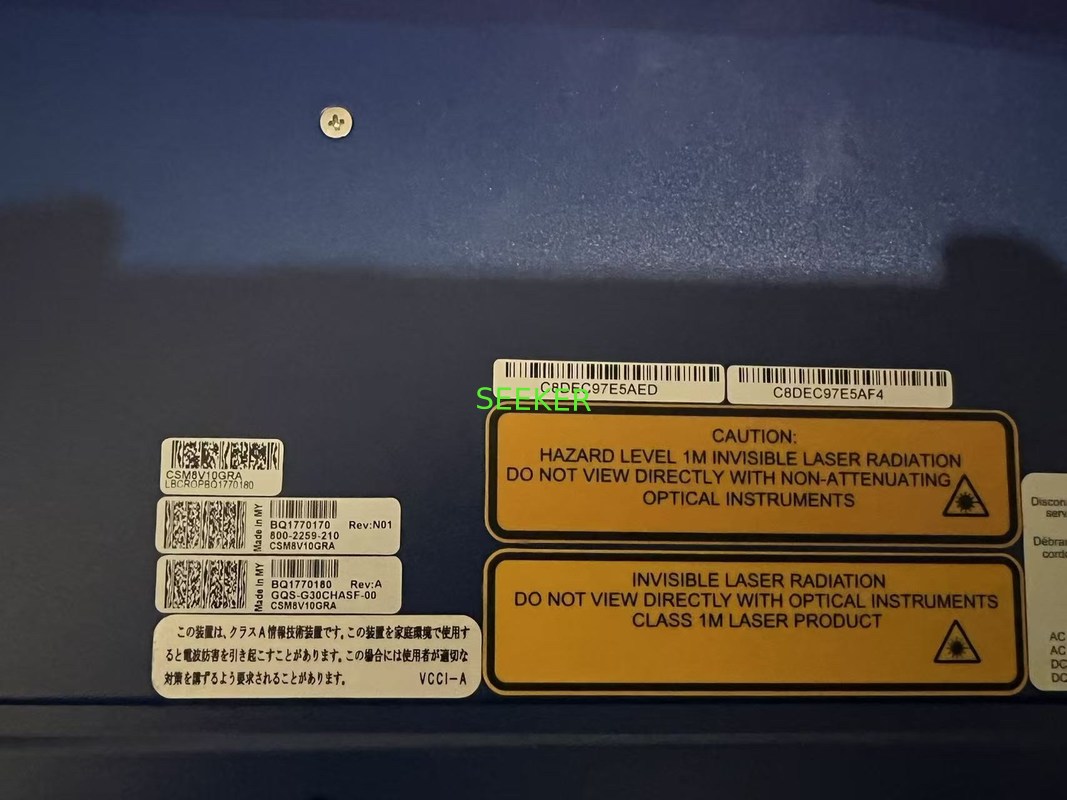 C8DEC97E5AED
C8DEC97E5AF4
SEEKER
CAUTION:
HAZARD LEVEL 1M INVISIBLE LASER RADIATION
DO NOT VIEW DIRECTLY WITH NON-ATTENUATING
OPTICAL INSTRUMENTS
CSM8V10GRA
LBCROPBQ1770180
Made In MY
BQ1770170 Rev:N01
800-2259-210
CSM8V10GRA
Made In MY
BQ1770180 Rev:A
GQS-G30CHASF-00
CSM8V10GRA
INVISIBLE LASER RADIATION
DO NOT VIEW DIRECTLY WITH OPTICAL INSTRUMENTS
CLASS 1M LASER PRODUCT
この装置は、クラスA情報技術装置です。この装置を家庭環境で使用す
ると電波妨害を引き起こすことがあります。この場合には使用者が適切な
対策を講ずるよう要求されることがあります。 VCCI-A
AC
AC
DC
DC